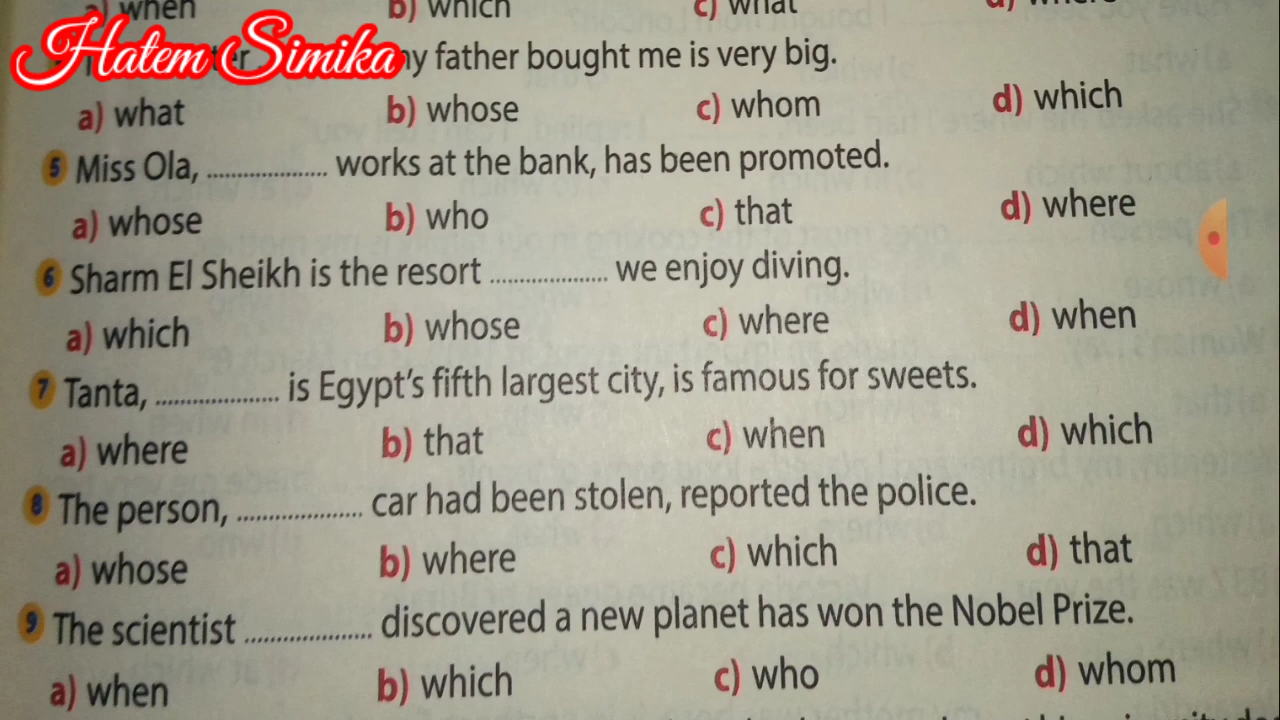 a) when b) which c) what
Hatem Simika
my father bought me is very big.
a) what b) whose c) whom d) which
5 Miss Ola, .................... works at the bank, has been promoted.
a) whose b) who c) that d) where
6 Sharm El Sheikh is the resort .................... we enjoy diving.
a) which b) whose c) where d) when
7 Tanta, .................... is Egypt's fifth largest city, is famous for sweets.
a) where b) that c) when d) which
8 The person, .................... car had been stolen, reported the police.
a) whose b) where c) which d) that
9 The scientist .................... discovered a new planet has won the Nobel Prize.
a) when b) which c) who d) whom